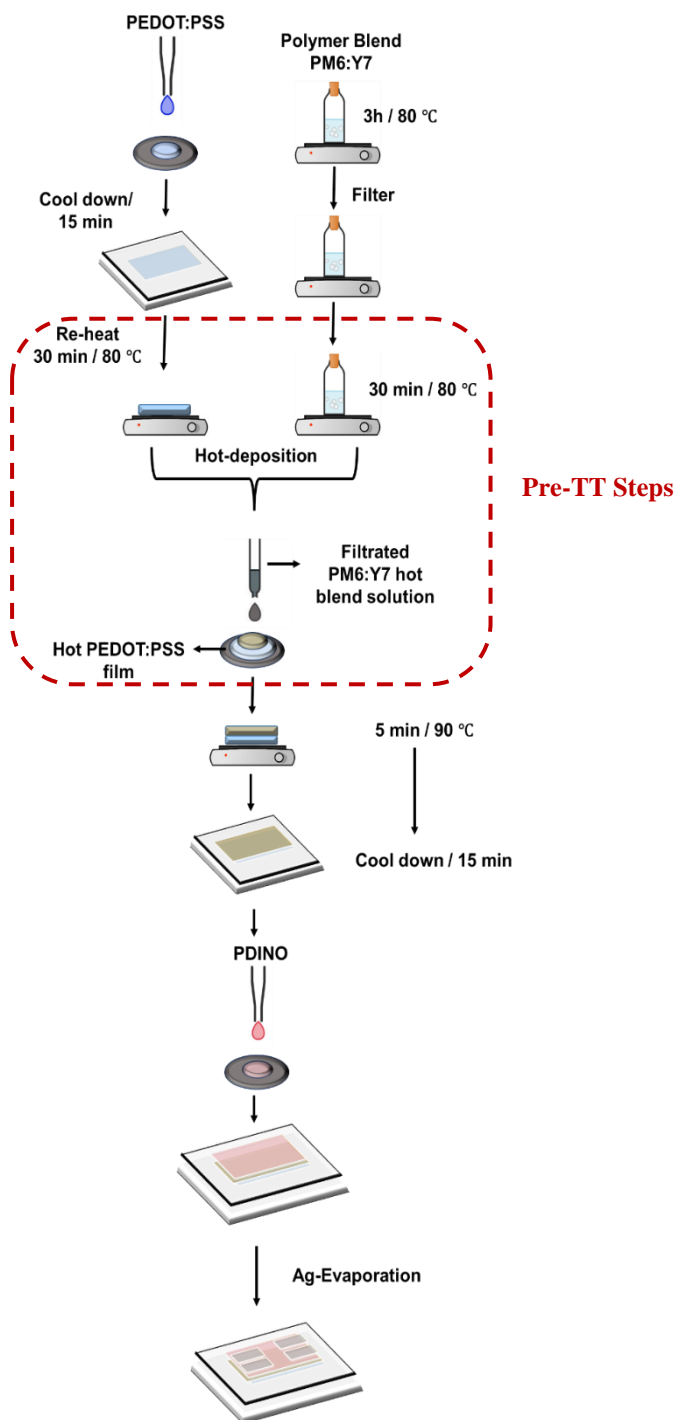 PEDOT:PSS
Polymer Blend
PM6:Y7
3h / 80 ℃
Cool down/
15 min
Filter
Re-heat
30 min / 80 ℃
30 min / 80 ℃
Hot-deposition
Pre-TT Steps
Filtrated
PM6:Y7 hot
blend solution
Hot PEDOT:PSS
film
5 min / 90 ℃
Cool down / 15 min
PDINO
Ag-Evaporation